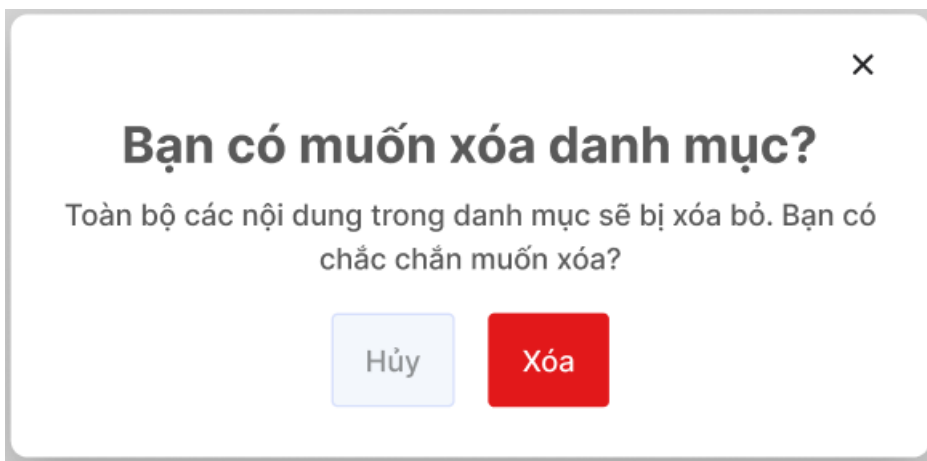 Bạn có muốn xóa danh mục?
Toàn bộ các nội dung trong danh mục sẽ bị xóa bỏ. Bạn có
chắc chắn muốn xóa?
Hủy Xóa